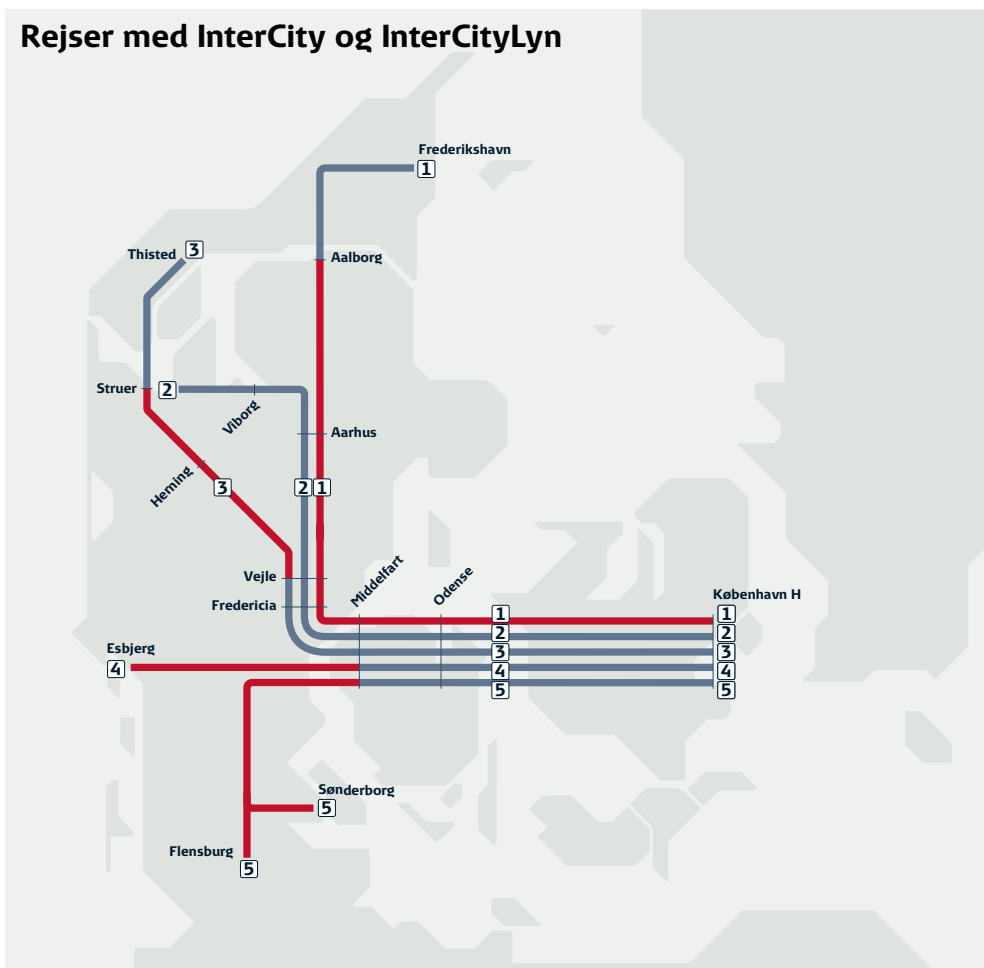 Rejser med InterCity og InterCityLyn
Frederikshavn
1
Thisted
3
Aalborg
Struer
2
Viborg
Aarhus
Herning
3
2
1
Vejle
Middelfart
Odense
Fredericia
København H
1
1
2
2
3
3
Esbjerg
4
4
4
5
5
Sønderborg
5
Flensburg
5